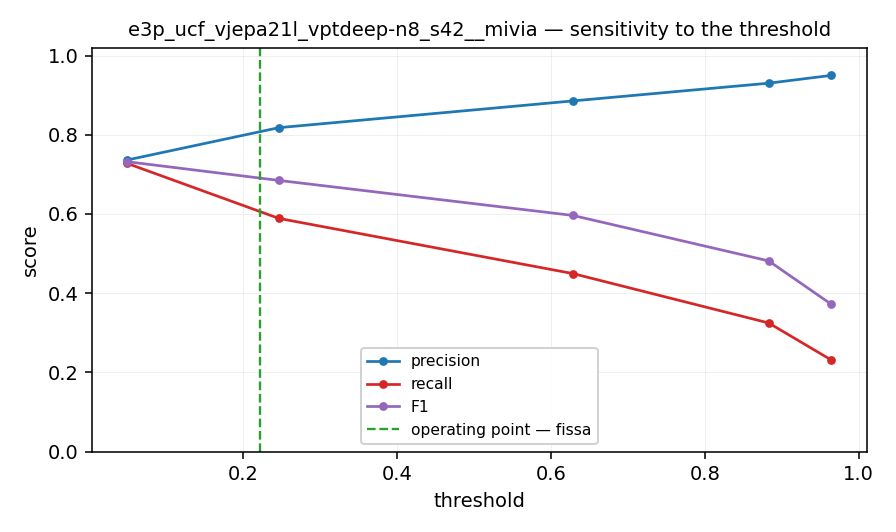 e3p_ucf_vjepa21l_vptdeep-n8_s42__mivia — sensitivity to the threshold
1.0
0.8
0.6
0.4
0.2
0.0
score
precision
recall
F1
operating point — fissa
0.2 0.4 0.6 0.8 1.0
threshold